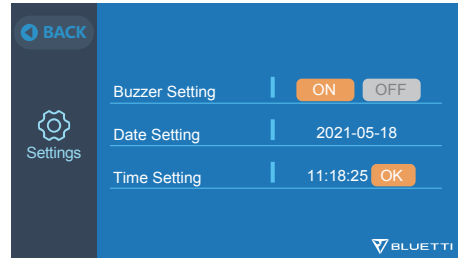 BACK
Settings
Buzzer Setting ON OFF
Date Setting 2021-05-18
Time Setting 11:18:25 OK
BLUETTI